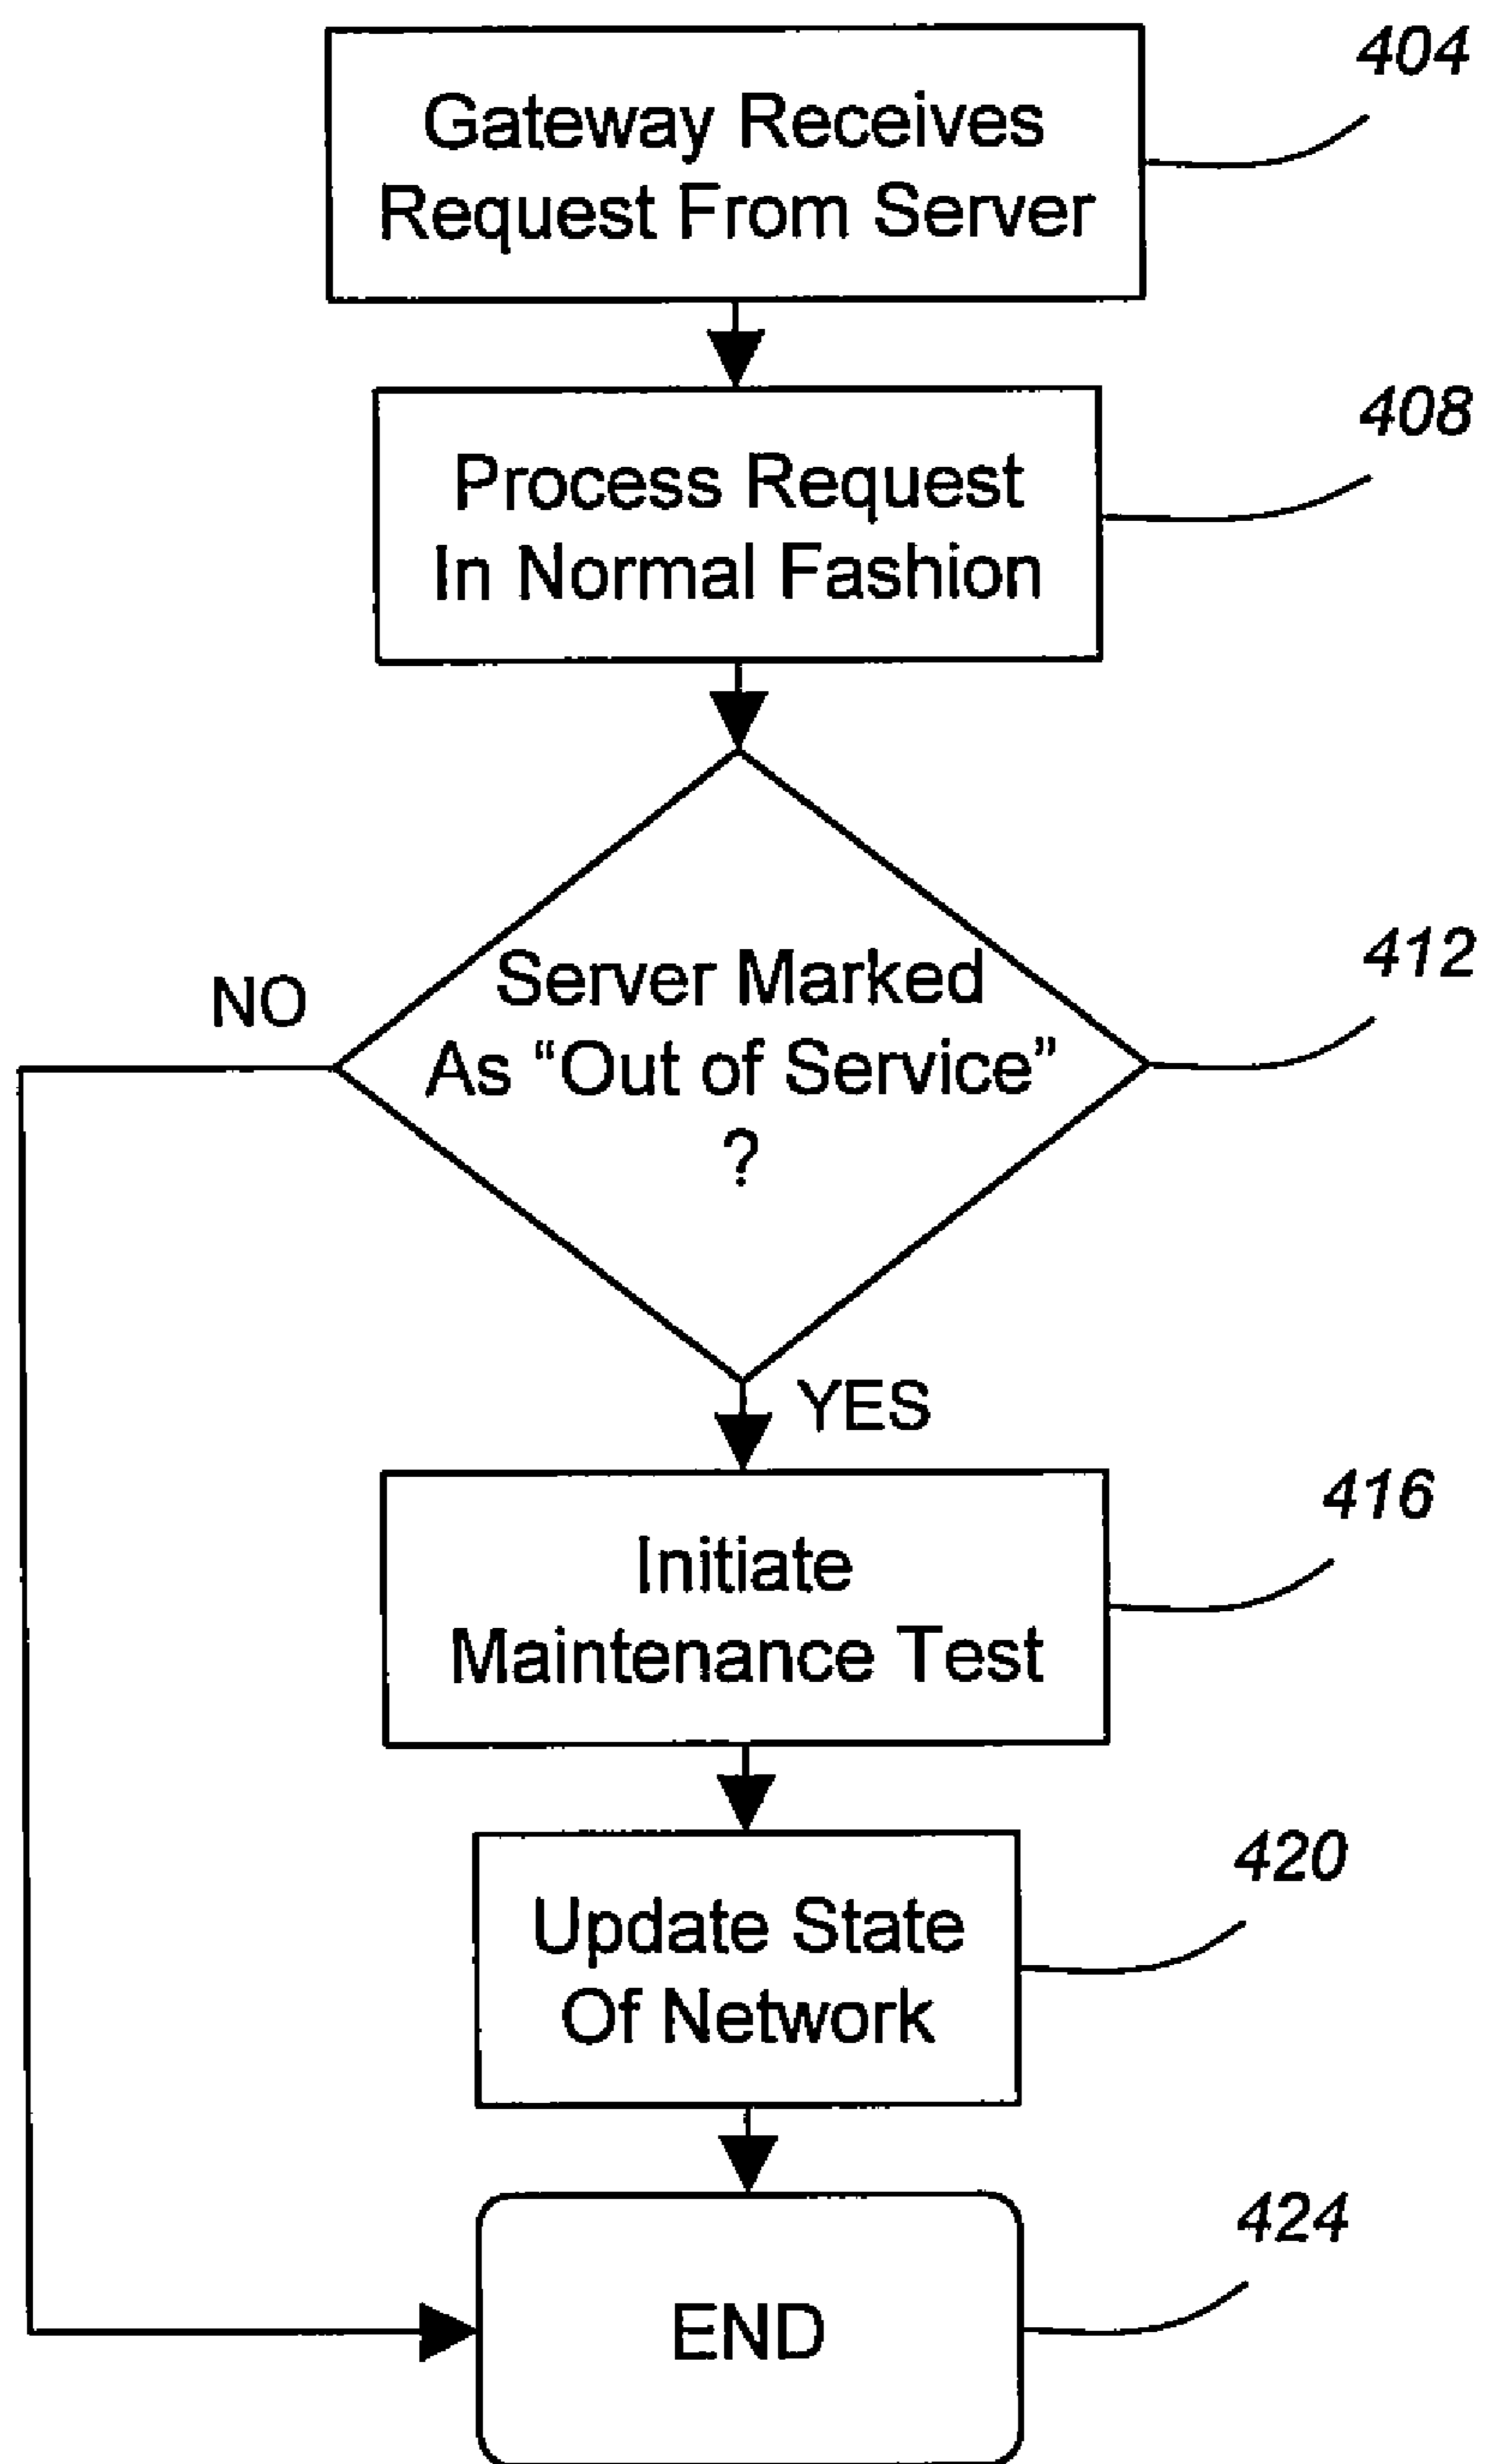 404
Gateway Receives
Request From Server
408
Process Request
In Normal Fashion
412
NO
Server Marked
As “Out of Service”
?
YES
416
Initiate
Maintenance Test
420
Update State
Of Network
424
END